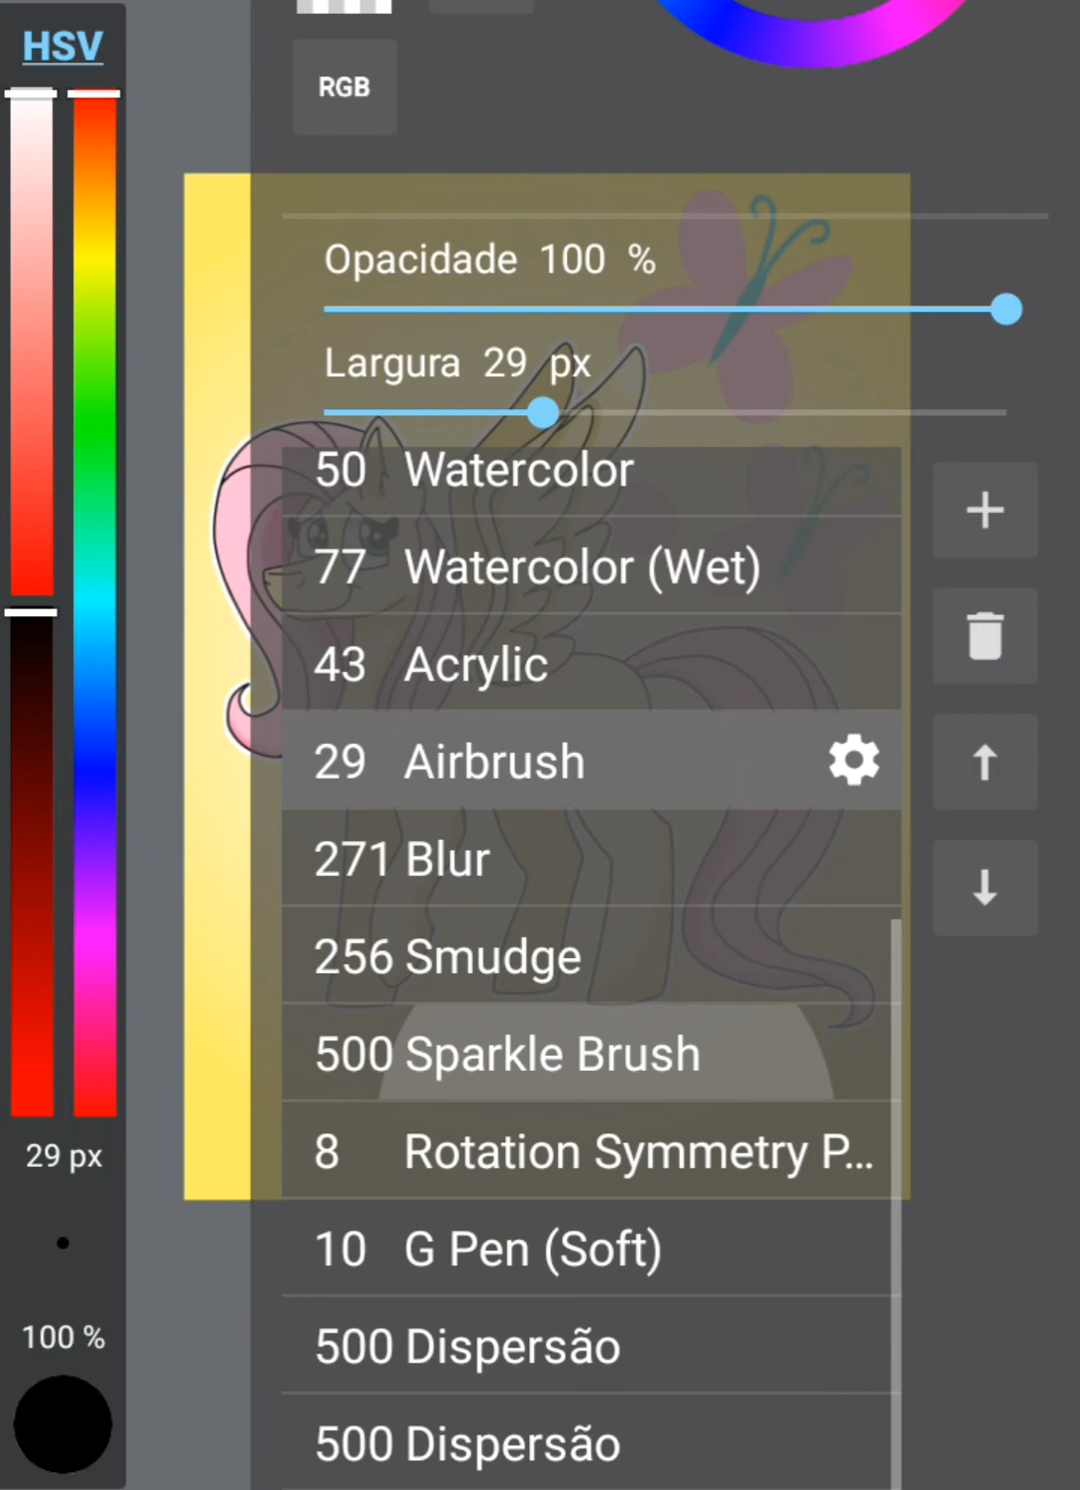 HSV
RGB
Opacidade 100 %
Largura 29 px
50 Watercolor
77 Watercolor (Wet)
43 Acrylic
29 Airbrush
271 Blur
256 Smudge
500 Sparkle Brush
8 Rotation Symmetry P...
10 G Pen (Soft)
500 Dispersão
500 Dispersão
29 px
100 %